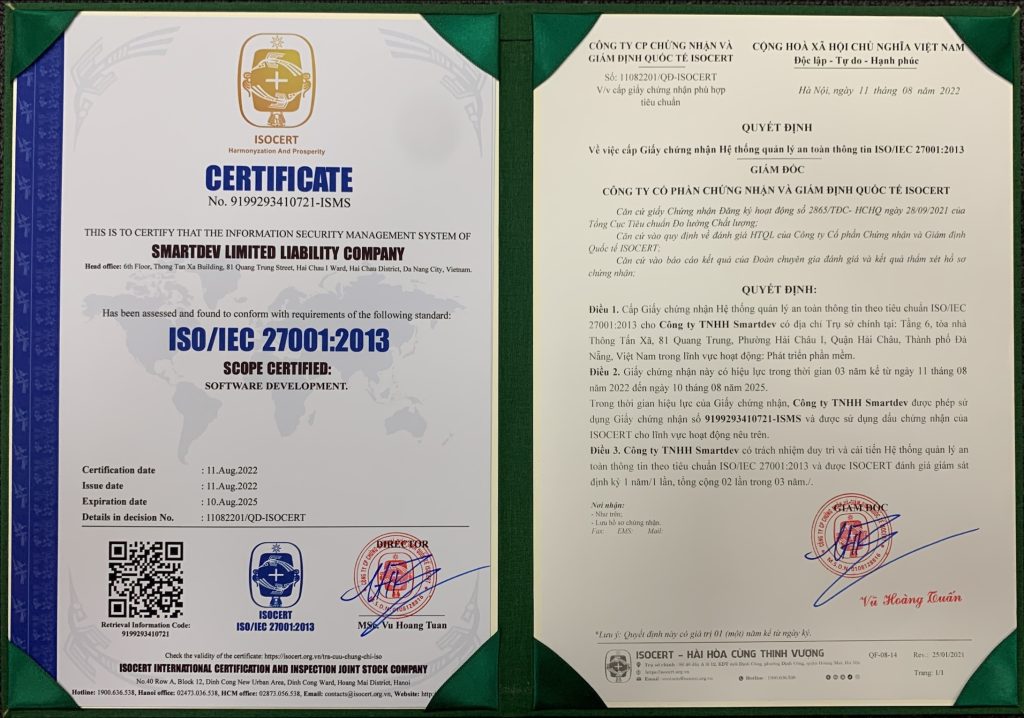 ISOCERT
Harmonyzation And Prosperity
CERTIFICATE
No. 9199293410721-ISMS
THIS IS TO CERTIFY THAT THE INFORMATION SECURITY MANAGEMENT SYSTEM OF
SMARTDEV LIMITED LIABILITY COMPANY
Head office: 6th Floor, Thong Tan Xa Building, 81 Quang Trung Street, Hai Chau I Ward, Hai Chau District, Da Nang City, Vietnam.
Has been assessed and found to conform with requirements of the following standard:
ISO/IEC 27001:2013
SCOPE CERTIFIED:
SOFTWARE DEVELOPMENT.
Certification date : 11.Aug.2022
Issue date : 11.Aug.2022
Expiration date : 10.Aug.2025
Details in decision No. : 11082201/QD-ISOCERT
Retrieval Information Code:
9199293410721
ISOCERT
ISO/IEC 27001:2013
DIRECTOR
MSc. Vu Hoang Tuan
Check the validity of the certificate: https://isocert.org.vn/tra-cuu-chung-chi-iso
ISOCERT INTERNATIONAL CERTIFICATION AND INSPECTION JOINT STOCK COMPANY
No.40 Row A, Block 12, Dinh Cong New Urban Area, Dinh Cong Ward, Hoang Mai District, Hanoi
Hotline: 1900.636.538, Hanoi office: 02473.036.538, HCM office: 02873.056.538, Email: contacts@isocert.org.vn, Website: http:
CÔNG TY CP CHỨNG NHẬN VÀ
GIÁM ĐỊNH QUỐC TẾ ISOCERT
Số: 11082201/QĐ-ISOCERT
V/v cấp giấy chứng nhận phù hợp
tiêu chuẩn
CỘNG HOÀ XÃ HỘI CHỦ NGHĨA VIỆT NAM
Độc lập - Tự do - Hạnh phúc
Hà Nội, ngày 11 tháng 08 năm 2022
QUYẾT ĐỊNH
Về việc cấp Giấy chứng nhận Hệ thống quản lý an toàn thông tin ISO/IEC 27001:2013
GIÁM ĐỐC
CÔNG TY CỔ PHẦN CHỨNG NHẬN VÀ GIÁM ĐỊNH QUỐC TẾ ISOCERT
Căn cứ giấy Chứng nhận Đăng ký hoạt động số 2865/TĐC- HCHQ ngày 28/09/2021 của
Tổng Cục Tiêu chuẩn Đo lường Chất lượng;
Căn cứ vào quy định về đánh giá HTQL của Công ty Cổ phần Chứng nhận và Giám định
Quốc tế ISOCERT;
Căn cứ vào báo cáo kết quả của Đoàn chuyên gia đánh giá và kết quả thẩm xét hồ sơ
chứng nhận;
QUYẾT ĐỊNH:
Điều 1. Cấp Giấy chứng nhận Hệ thống quản lý an toàn thông tin theo tiêu chuẩn ISO/IEC
27001:2013 cho Công ty TNHH Smartdev có địa chỉ Trụ sở chính tại: Tầng 6, tòa nhà
Thông Tấn Xã, 81 Quang Trung, Phường Hải Châu I, Quận Hải Châu, Thành phố Đà
Nẵng, Việt Nam trong lĩnh vực hoạt động: Phát triển phần mềm.
Điều 2. Giấy chứng nhận này có hiệu lực trong thời gian 03 năm kể từ ngày 11 tháng 08
năm 2022 đến ngày 10 tháng 08 năm 2025.
Trong thời gian hiệu lực của Giấy chứng nhận, Công ty TNHH Smartdev được phép sử
dụng Giấy chứng nhận số 9199293410721-ISMS và được sử dụng dấu chứng nhận của
ISOCERT cho lĩnh vực hoạt động nêu trên.
Điều 3. Công ty TNHH Smartdev có trách nhiệm duy trì và cải tiến Hệ thống quản lý an
toàn thông tin theo tiêu chuẩn ISO/IEC 27001:2013 và được ISOCERT đánh giá giám sát
định kỳ 1 năm/1 lần, tổng cộng 02 lần trong 03 năm./.
Nơi nhận:
- Như trên;
- Lưu hồ sơ chứng nhận.
Fax: EMS: Mail:
GIÁM ĐỐC
Vũ Hoàng Tuấn
*Lưu ý: Quyết định này có giá trị 01 (một) năm kể từ ngày ký.
ISOCERT – HÀI HÒA CÙNG THỊNH VƯỢNG
QF-08-14 Rev.: 25/01/2021
https://isocert.org.vn
Hotline: 1900.636.538
Trang: 1/1